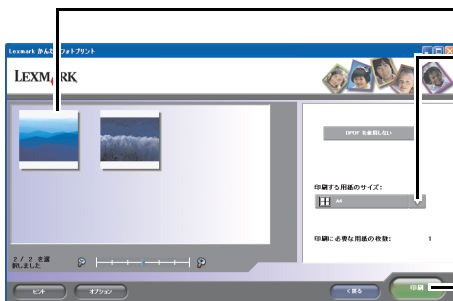 Lexmark かんたんフォトプリント
LEXMARK
DPOF を使用しない
印刷する用紙のサイズ：
A4
印刷に必要な用紙の枚数： 1
2 / 2 を選
択しました
ヒント オプション < 戻る 印刷